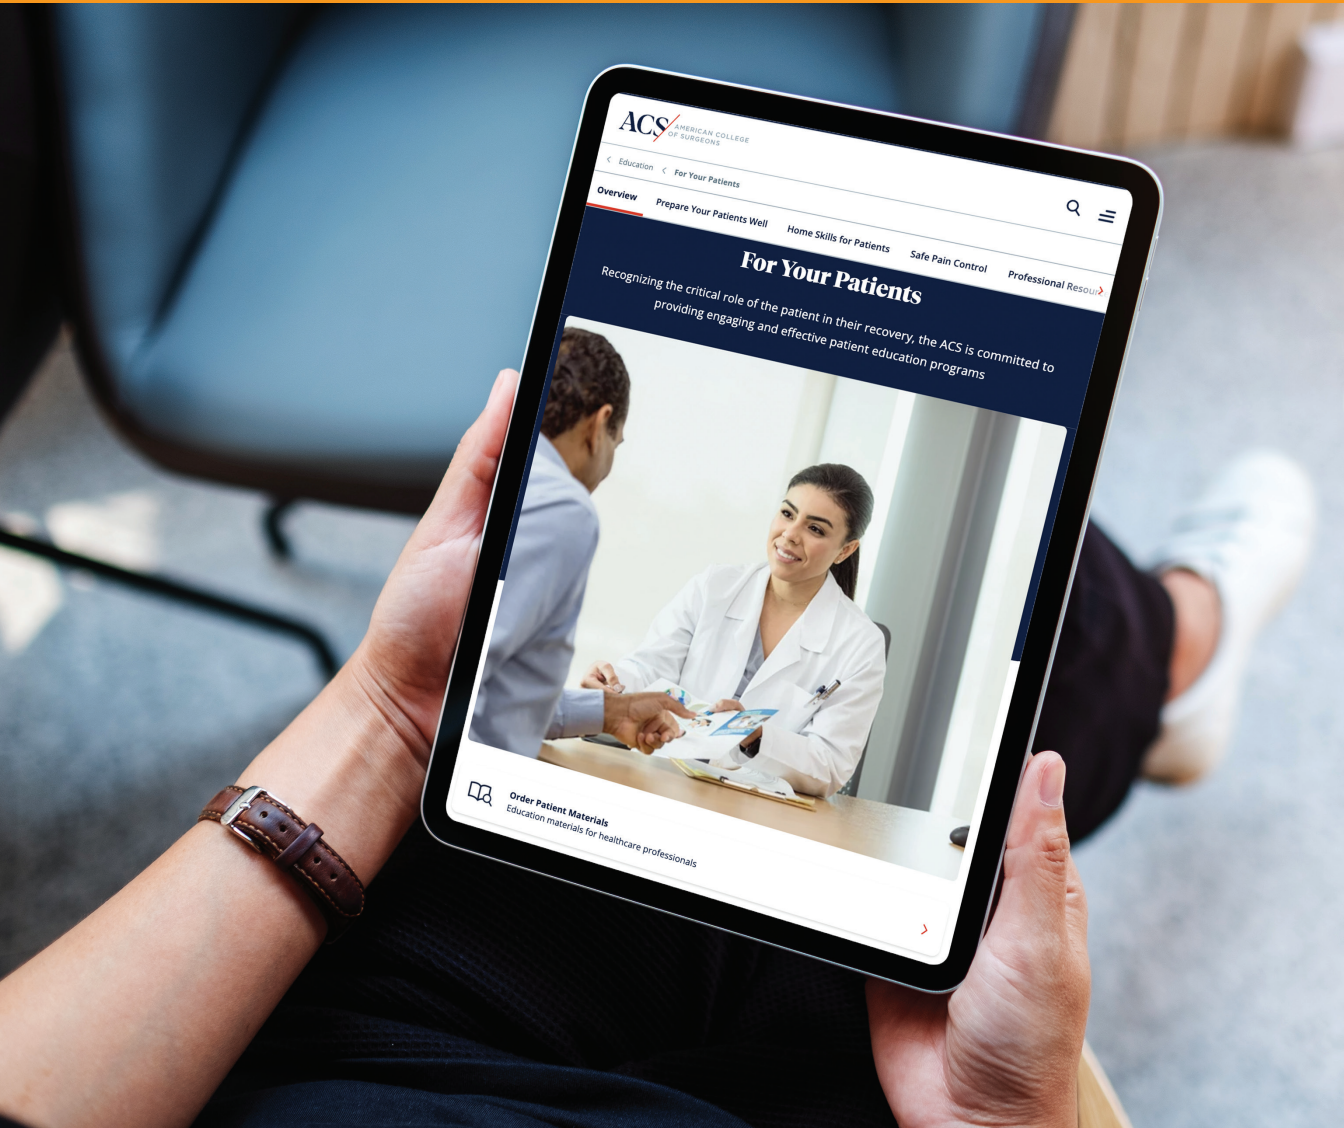 ACS
AMERICAN COLLEGE
OF SURGEONS
Education
For Your Patients
Overview
Prepare Your Patients Well
Home Skills for Patients
Safe Pain Control
Professional
For Your Patients
Recognizing the critical role of the patient in their recovery, the ACS is committed to
providing engaging and effective patient education programs
Order Patient Materials
Education materials for healthcare professionals